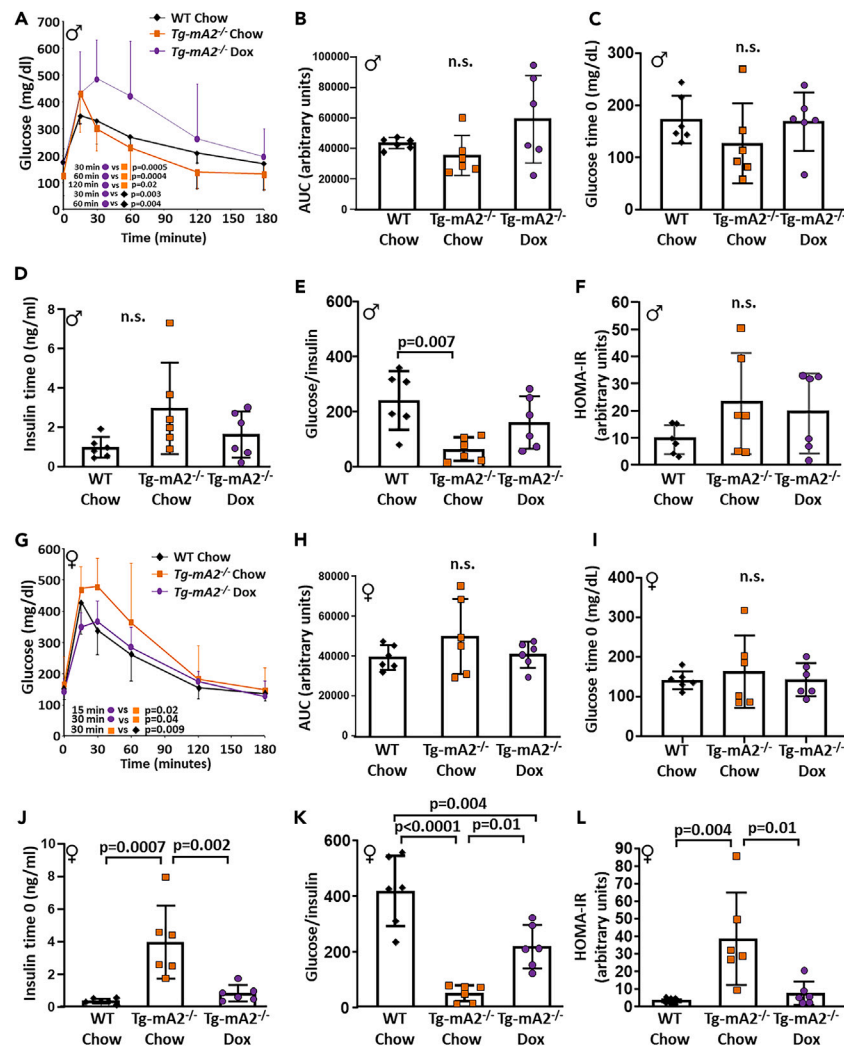 A
♂
Glucose (mg/dL)
700
600
500
400
300
200
100
0
WT Chow
Tg-mA2-/- Chow
Tg-mA2-/- Dox
30 min vs p=0.0005
60 min vs p=0.0004
120 min vs p=0.02
30 min vs p=0.003
60 min vs p=0.004
0 30 60 120 180
Time (minute)
B
♂
n.s.
AUC (arbitrary units)
100000
80000
60000
40000
20000
0
WT Tg-mA2-/- Tg-mA2-/-
Chow Chow Dox
C
♂
n.s.
Glucose time 0 (mg/dL)
300
200
100
0
WT Tg-mA2-/- Tg-mA2-/-
Chow Chow Dox
D
♂
n.s.
Insulin time 0 (ng/ml)
8
6
4
2
0
WT Tg-mA2-/- Tg-mA2-/-
Chow Chow Dox
E
♂
p=0.007
Glucose/insulin
600
400
200
0
WT Tg-mA2-/- Tg-mA2-/-
Chow Chow Dox
F
♂
n.s.
HOMA-IR
(arbitrary units)
60
50
40
30
20
10
0
WT Tg-mA2-/- Tg-mA2-/-
Chow Chow Dox
G
♀
Glucose (mg/dL)
600
500
400
300
200
100
0
WT Chow
Tg-mA2-/- Chow
Tg-mA2-/- Dox
15 min vs p=0.02
30 min vs p=0.04
30 min vs p=0.009
0 30 60 120 180
Time (minutes)
H
♀
n.s.
AUC (arbitrary units)
100000
80000
60000
40000
20000
0
WT Tg-mA2-/- Tg-mA2-/-
Chow Chow Dox
I
♀
n.s.
Glucose time 0 (mg/dL)
400
300
200
100
0
WT Tg-mA2-/- Tg-mA2-/-
Chow Chow Dox
J
♀
p=0.0007 p=0.002
Insulin time 0 (ng/ml)
10
8
6
4
2
0
WT Tg-mA2-/- Tg-mA2-/-
Chow Chow Dox
K
♀
p=0.004
p<0.0001 p=0.01
Glucose/insulin
600
400
200
0
WT Tg-mA2-/- Tg-mA2-/-
Chow Chow Dox
L
♀
p=0.004 p=0.01
HOMA-IR
(arbitrary units)
90
80
70
60
50
40
30
20
10
0
WT Tg-mA2-/- Tg-mA2-/-
Chow Chow Dox